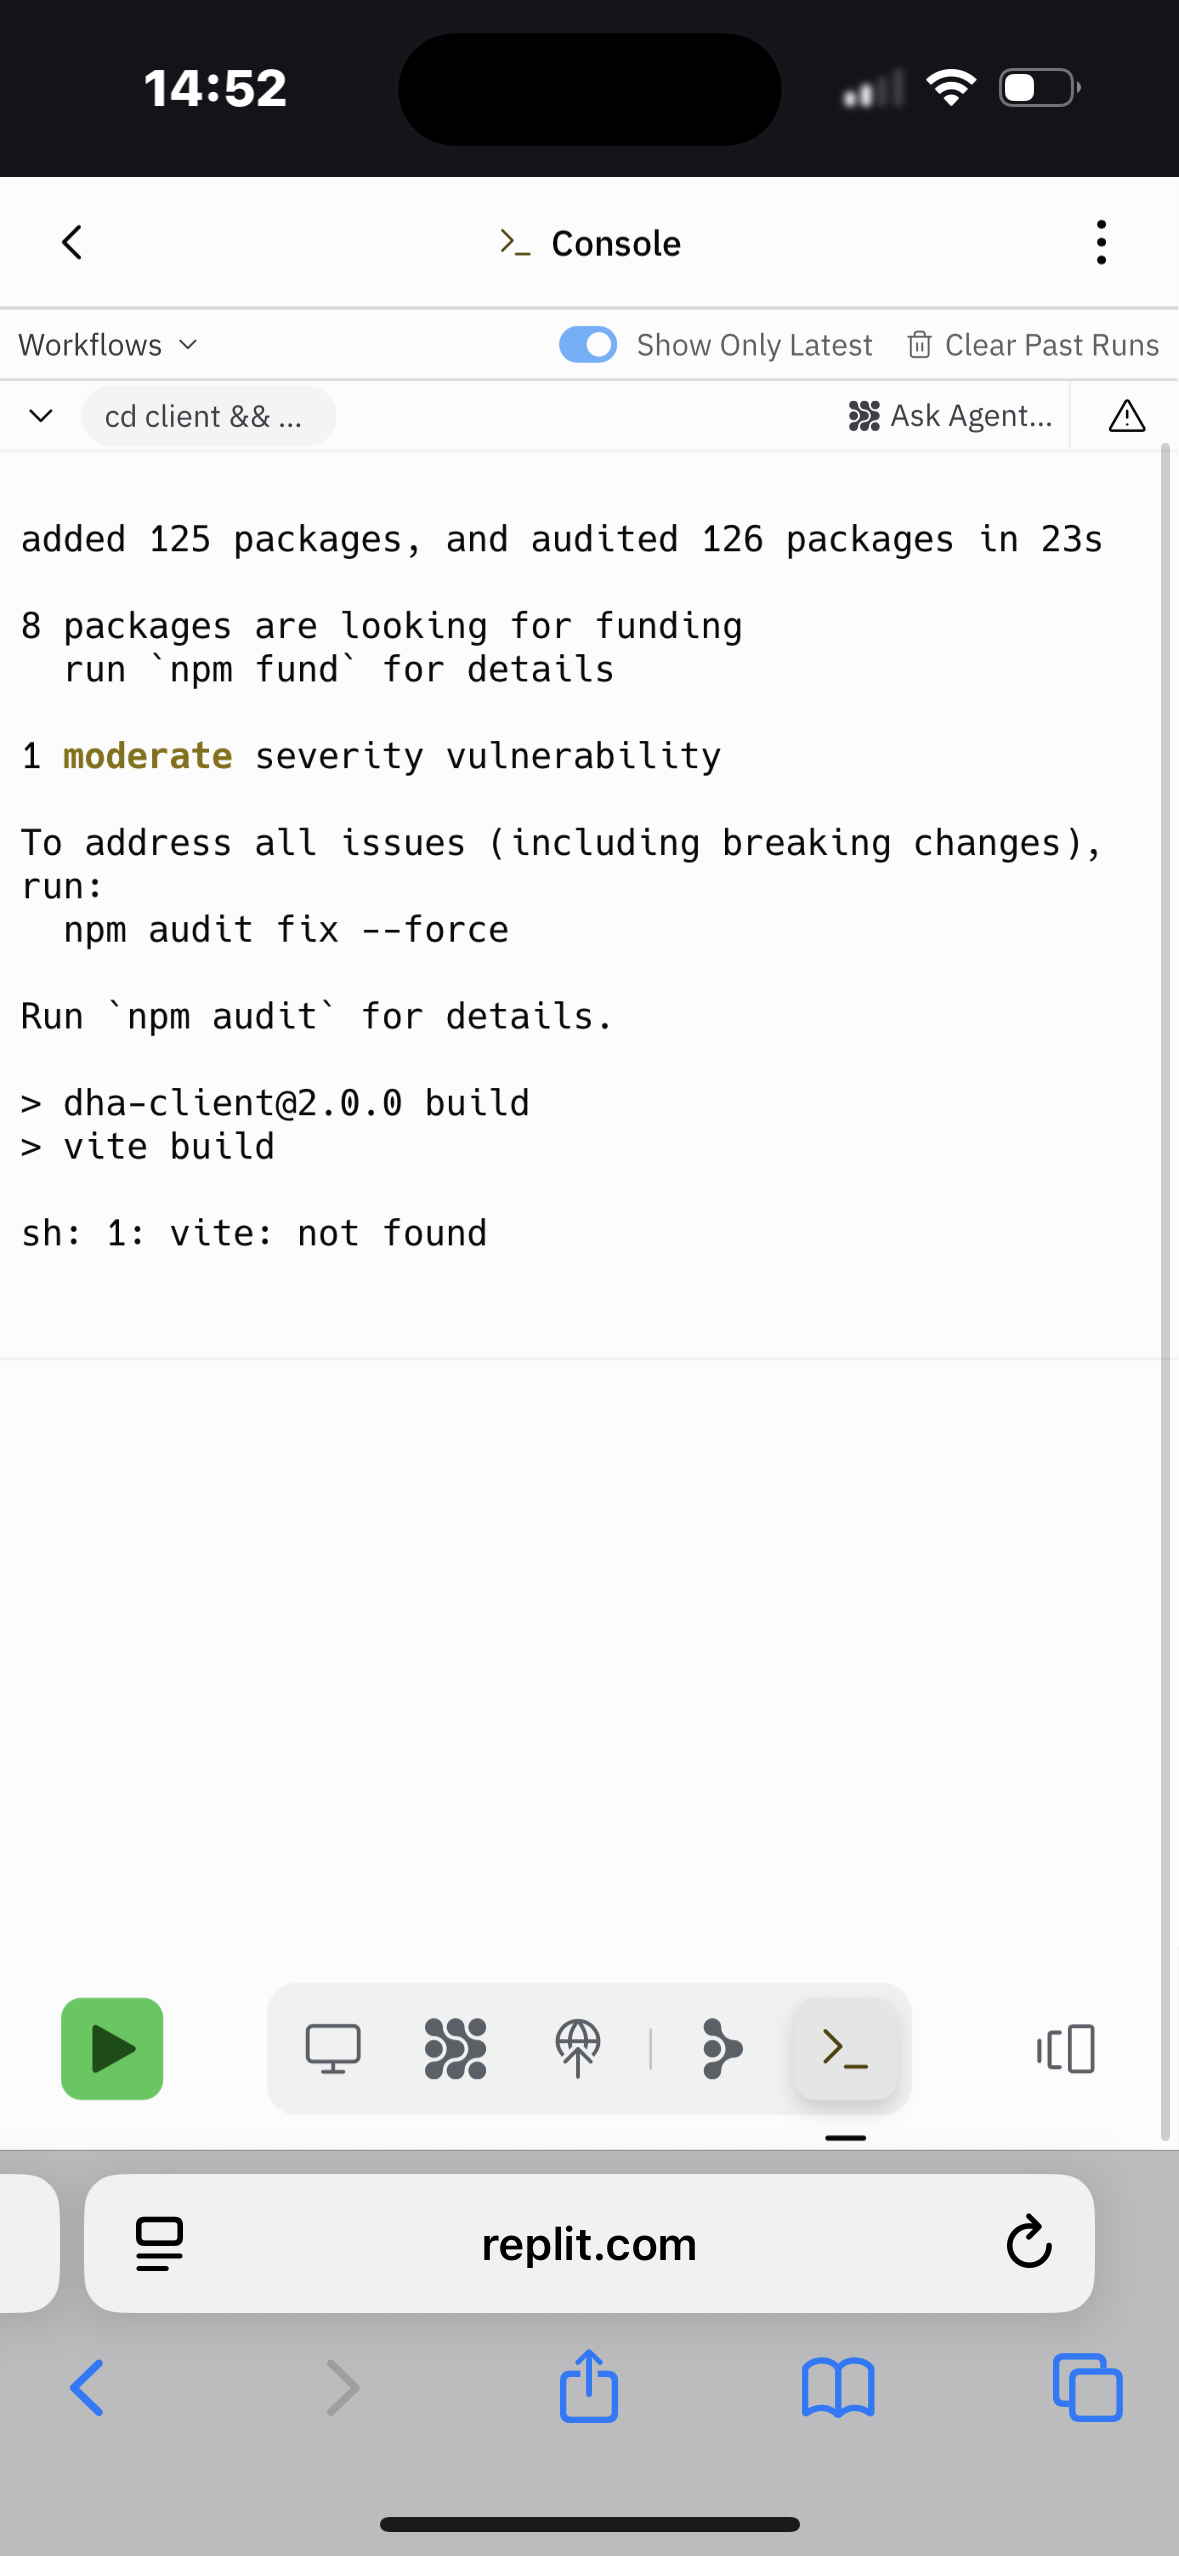 14:52
Console
Workflows
Show Only Latest
Clear Past Runs
cd client && ...
Ask Agent...
added 125 packages, and audited 126 packages in 23s
8 packages are looking for funding
run `npm fund` for details
1 moderate severity vulnerability
To address all issues (including breaking changes),
run:
npm audit fix --force
Run `npm audit` for details.
> dha-client@2.0.0 build
> vite build
sh: 1: vite: not found
replit.com